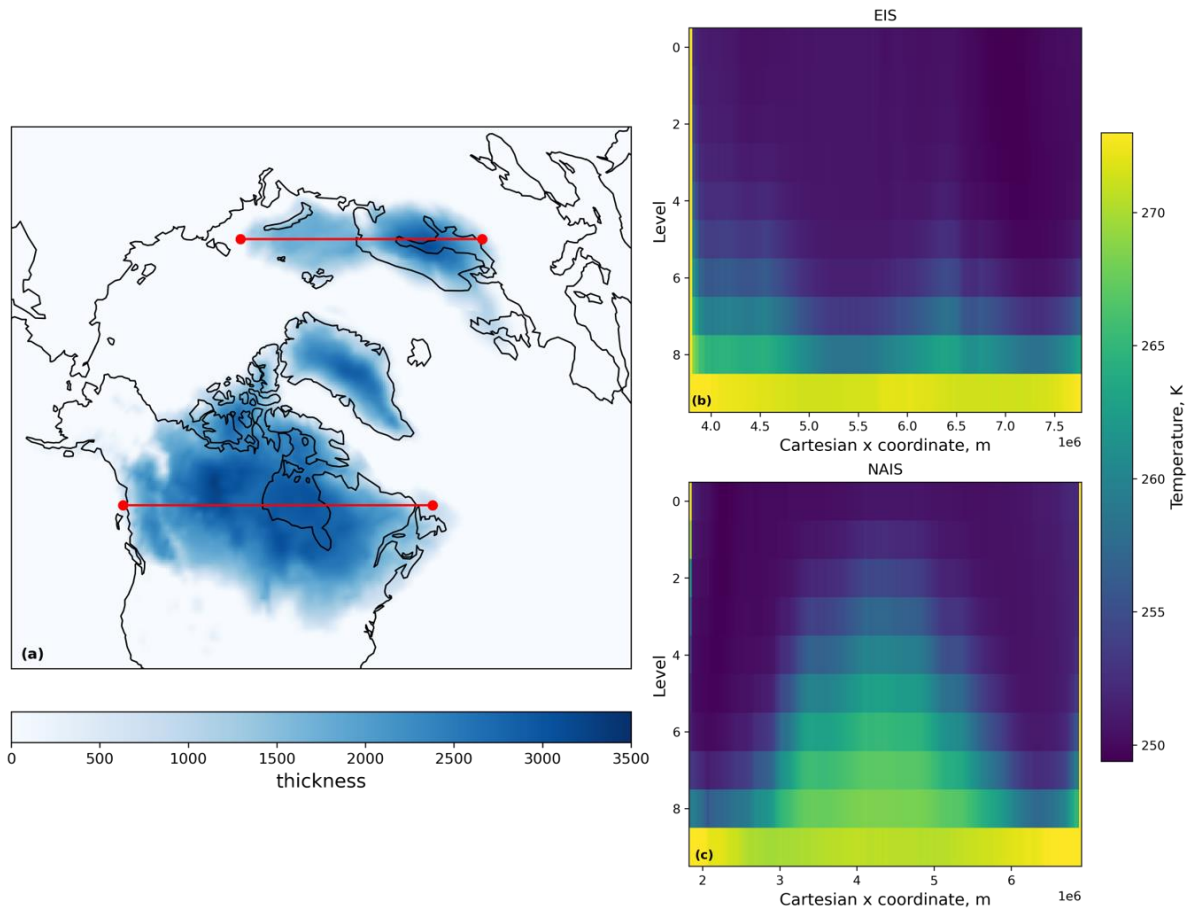 (a)
0 500 1000 1500 2000 2500 3000 3500
thickness
EIS
0
2
4
6
8
Level
(b)
4.0 4.5 5.0 5.5 6.0 6.5 7.0 7.5
1e6
Cartesian x coordinate, m
NAIS
0
2
4
6
8
Level
(c)
2 3 4 5 6
1e6
Cartesian x coordinate, m
270
265
260
255
250
Temperature, K